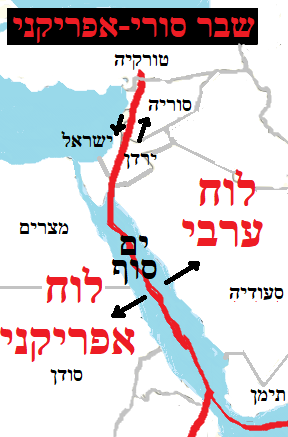 שבר סורי-אפריקני
טורקיה
סוריה
ישראל
ירדן
לוח
ערבי
מצרים
ים
סוף
לוח
אפריקני
סעודיה
סודן
תימן